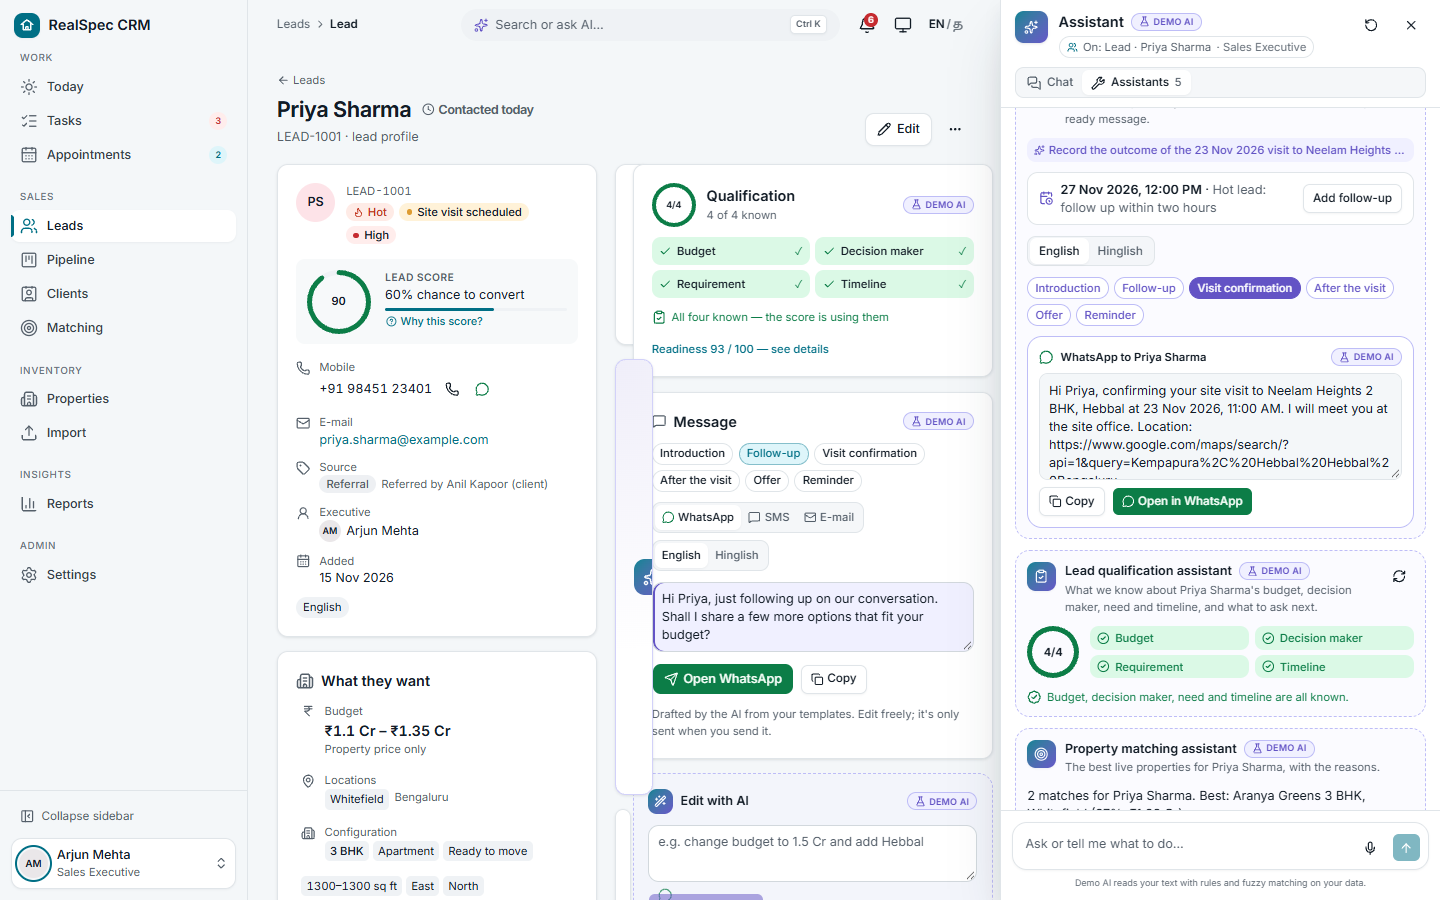 RealSpec CRM
WORK
Today
Tasks
3
Appointments
2
SALES
Leads
Pipeline
Clients
Matching
INVENTORY
Properties
Import
INSIGHTS
Reports
ADMIN
Settings
Collapse sidebar
AM
Arjun Mehta
Sales Executive
Leads > Lead
Search or ask AI...
Ctrl K
6
EN / த
Leads
Priya Sharma
Contacted today
LEAD-1001 · lead profile
Edit
PS
LEAD-1001
Hot
Site visit scheduled
High
90
LEAD SCORE
60% chance to convert
Why this score?
Mobile
+91 98451 23401
E-mail
priya.sharma@example.com
Source
Referral
Referred by Anil Kapoor (client)
Executive
AM
Arjun Mehta
Added
15 Nov 2026
English
What they want
Budget
₹1.1 Cr – ₹1.35 Cr
Property price only
Locations
Whitefield
Bengaluru
Configuration
3 BHK
Apartment
Ready to move
1300–1300 sq ft
East
North
4/4
Qualification
4 of 4 known
DEMO AI
Budget
Decision maker
Requirement
Timeline
All four known — the score is using them
Readiness 93 / 100 — see details
Message
DEMO AI
Introduction
Follow-up
Visit confirmation
After the visit
Offer
Reminder
WhatsApp
SMS
E-mail
English
Hinglish
Hi Priya, just following up on our conversation.
Shall I share a few more options that fit your
budget?
Open WhatsApp
Copy
Drafted by the AI from your templates. Edit freely; it's only
sent when you send it.
Edit with AI
DEMO AI
e.g. change budget to 1.5 Cr and add Hebbal
Assistant
DEMO AI
On: Lead · Priya Sharma · Sales Executive
Chat
Assistants 5
ready message.
Record the outcome of the 23 Nov 2026 visit to Neelam Heights ...
27 Nov 2026, 12:00 PM · Hot lead:
follow up within two hours
Add follow-up
English
Hinglish
Introduction
Follow-up
Visit confirmation
After the visit
Offer
Reminder
WhatsApp to Priya Sharma
DEMO AI
Hi Priya, confirming your site visit to Neelam Heights 2
BHK, Hebbal at 23 Nov 2026, 11:00 AM. I will meet you at
the site office. Location:
https://www.google.com/maps/search/?
api=1&query=Kempapura%2C%20Hebbal%20Hebbal%2
Copy
Open in WhatsApp
Lead qualification assistant
DEMO AI
What we know about Priya Sharma's budget, decision
maker, need and timeline, and what to ask next.
4/4
Budget
Decision maker
Requirement
Timeline
Budget, decision maker, need and timeline are all known.
Property matching assistant
DEMO AI
The best live properties for Priya Sharma, with the reasons.
2 matches for Priya Sharma. Best: Aranya Greens 3 BHK,
Ask or tell me what to do...
Demo AI reads your text with rules and fuzzy matching on your data.